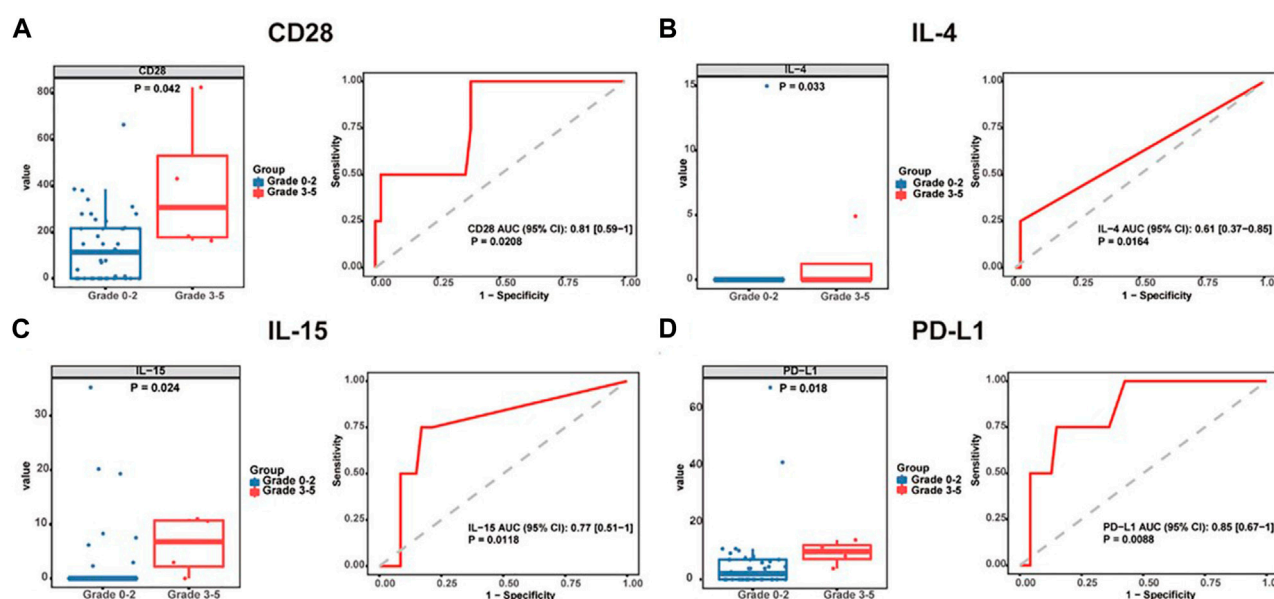 A
CD28
CD28
P = 0.042
value
800
600
400
200
0
Grade 0-2
Grade 3-5
Group
Grade 0-2
Grade 3-5
Sensitivity
1.00
0.75
0.50
0.25
0.00
CD28 AUC (95% CI): 0.81 [0.59-1]
P = 0.0208
0.00
0.25
0.50
0.75
1.00
1 - Specificity
B
IL-4
IL-4
P = 0.033
value
15
10
5
0
Grade 0-2
Grade 3-5
Group
Grade 0-2
Grade 3-5
Sensitivity
1.00
0.75
0.50
0.25
0.00
IL-4 AUC (95% CI): 0.61 [0.37-0.85]
P = 0.0164
0.00
0.25
0.50
0.75
1.00
1 - Specificity
C
IL-15
IL-15
P = 0.024
value
30
20
10
0
Grade 0-2
Grade 3-5
Group
Grade 0-2
Grade 3-5
Sensitivity
1.00
0.75
0.50
0.25
0.00
IL-15 AUC (95% CI): 0.77 [0.51-1]
P = 0.0118
0.00
0.25
0.50
0.75
1.00
1 - Specificity
D
PD-L1
PD-L1
P = 0.018
value
60
40
20
0
Grade 0-2
Grade 3-5
Group
Grade 0-2
Grade 3-5
Sensitivity
1.00
0.75
0.50
0.25
0.00
PD-L1 AUC (95% CI): 0.85 [0.67-1]
P = 0.0088
0.00
0.25
0.50
0.75
1.00
1 - Specificity